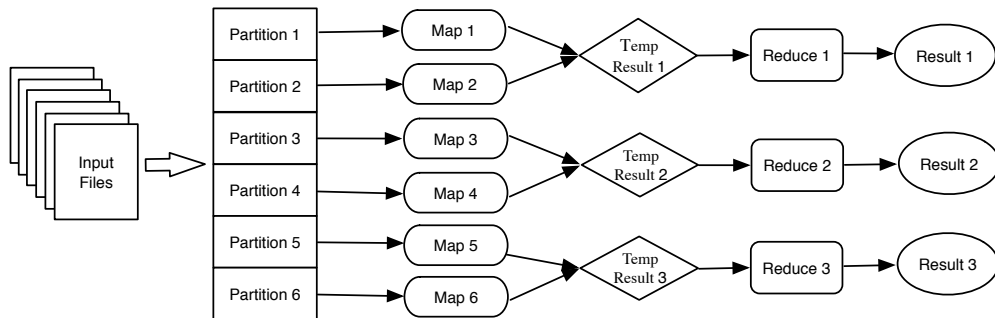 Input
Files
Partition 1
Partition 2
Partition 3
Partition 4
Partition 5
Partition 6
Map 1
Map 2
Map 3
Map 4
Map 5
Map 6
Temp
Result 1
Temp
Result 2
Temp
Result 3
Reduce 1
Reduce 2
Reduce 3
Result 1
Result 2
Result 3